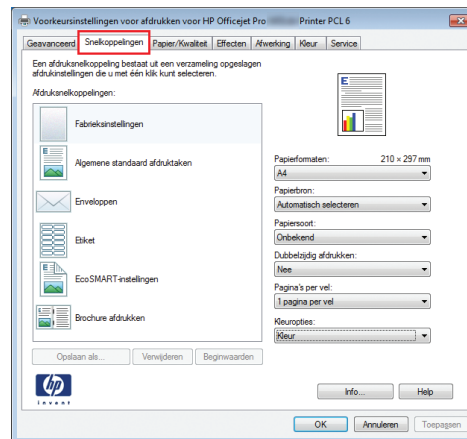 Voorkeursinstellingen voor afdrukken voor HP Officejet Pro Printer PCL 6
Geavanceerd Snelkoppelingen Papier/Kwaliteit Effecten Afwerking Kleur Service
Een afdruksnelkoppeling bestaat uit een verzameling opgeslagen
afdrukinstellingen die u met één klik kunt selecteren.
Afdruksnelkoppelingen:
Fabrieksinstellingen
Algemene standaard afdruktaken
Enveloppen
Etiket
EcoSMART-instellingen
Brochure afdrukken
Opslaan als... Verwijderen Beginwaarden
Papierformaten: 210 × 297 mm
A4
Papierbron:
Automatisch selecteren
Papiersoort:
Onbekend
Dubbelzijdig afdrukken:
Nee
Pagina's per vel:
1 pagina per vel
Kleuropties:
Kleur
hp
invent
Info... Help
OK Annuleren Toepassen